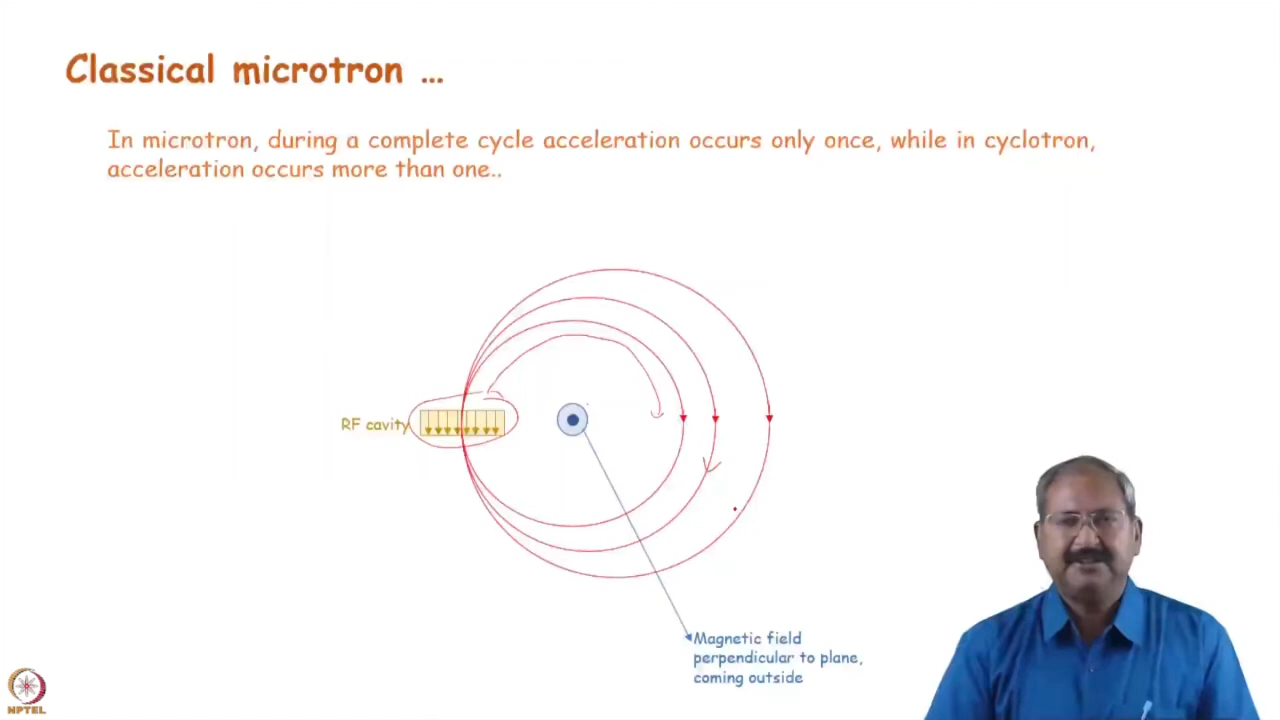 Classical microtron ...
In microtron, during a complete cycle acceleration occurs only once, while in cyclotron,
acceleration occurs more than one..
RF cavity
Magnetic field
perpendicular to plane,
coming outside
NPTEL